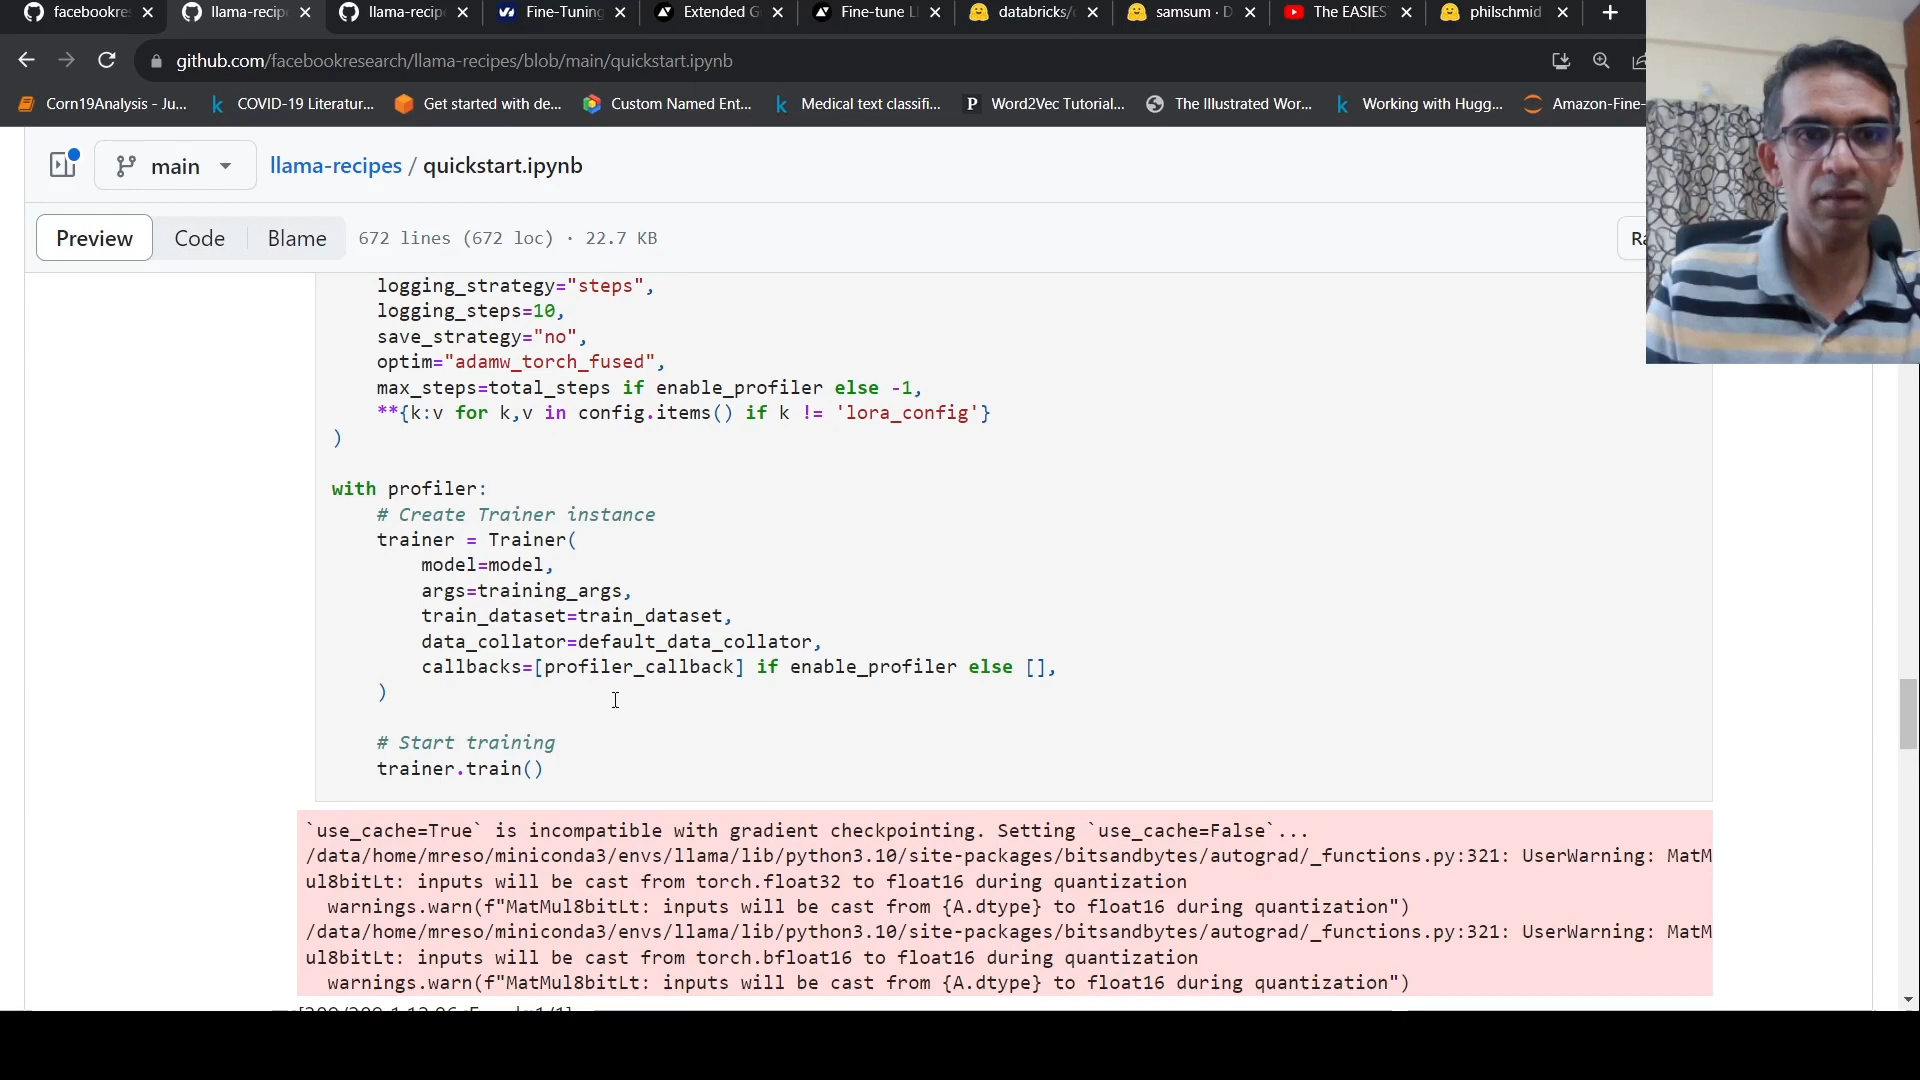 facebookre
llama-recip
llama-recip
Fine-Tuning
Extended G
Fine-tune L
databricks/
samsum · D
The EASIES
philschmid
github.com/facebookresearch/llama-recipes/blob/main/quickstart.ipynb
Corn19Analysis - Ju...
COVID-19 Literatur...
Get started with de...
Custom Named Ent...
Medical text classifi...
Word2Vec Tutorial...
The Illustrated Wor...
Working with Hugg...
Amazon-Fine-
main
llama-recipes / quickstart.ipynb
Preview
Code
Blame
672 lines (672 loc) · 22.7 KB
Ra
logging_strategy="steps",
logging_steps=10,
save_strategy="no",
optim="adamw_torch_fused",
max_steps=total_steps if enable_profiler else -1,
**{k:v for k,v in config.items() if k != 'lora_config'}
)
with profiler:
# Create Trainer instance
trainer = Trainer(
model=model,
args=training_args,
train_dataset=train_dataset,
data_collator=default_data_collator,
callbacks=[profiler_callback] if enable_profiler else [],
)
# Start training
trainer.train()
`use_cache=True` is incompatible with gradient checkpointing. Setting `use_cache=False`...
/data/home/mreso/miniconda3/envs/llama/lib/python3.10/site-packages/bitsandbytes/autograd/_functions.py:321: UserWarning: MatM
ul8bitLt: inputs will be cast from torch.float32 to float16 during quantization
warnings.warn(f"MatMul8bitLt: inputs will be cast from {A.dtype} to float16 during quantization")
/data/home/mreso/miniconda3/envs/llama/lib/python3.10/site-packages/bitsandbytes/autograd/_functions.py:321: UserWarning: MatM
ul8bitLt: inputs will be cast from torch.bfloat16 to float16 during quantization
warnings.warn(f"MatMul8bitLt: inputs will be cast from {A.dtype} to float16 during quantization")